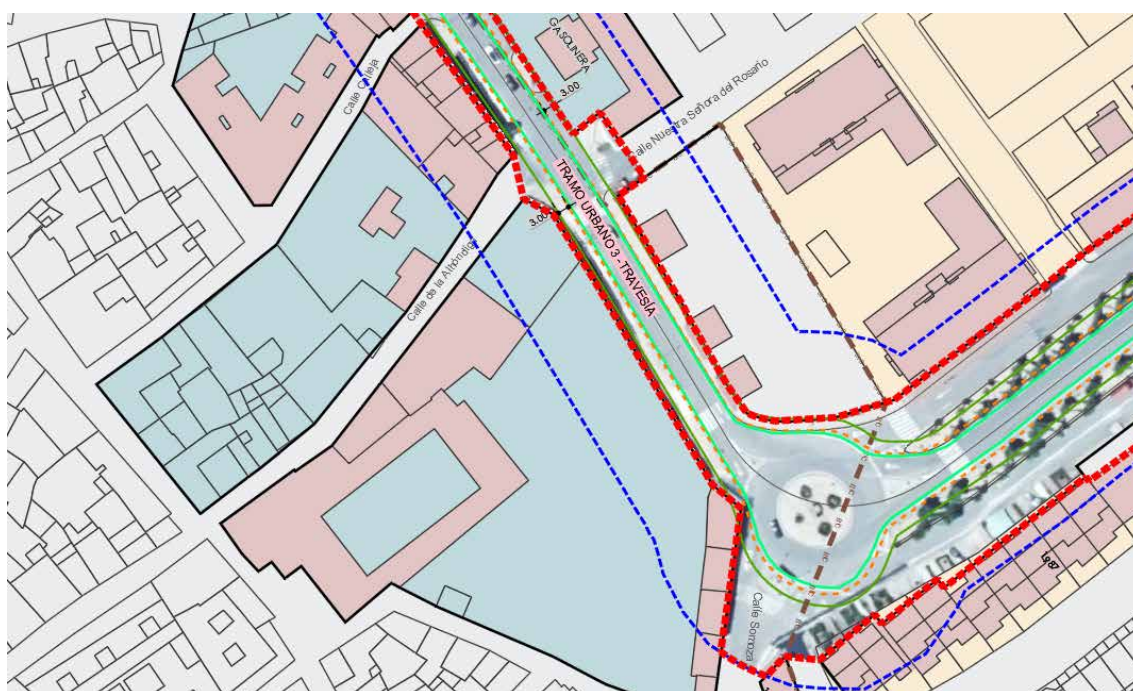 GASOLINERA
Calle Calleja
3.00
Calle Nuestra Señora del Rosario
TRAMO URBANO 3 - TRAVESÍA
3.00
Calle de la Alhóndiga
Calle Somoza